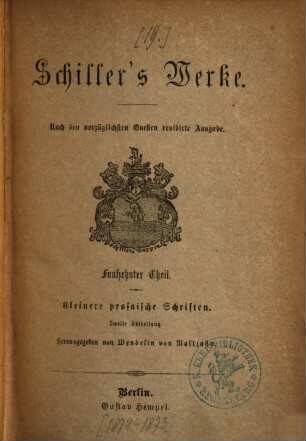 [19.]
Schiller's Werke.
Nach den vorzüglichsten Quellen revidirte Ausgabe.
Funfzehnter Theil.
Kleinere prosaische Schriften.
Zweite Abtheilung
Herausgegeben von Wendelin von Maltzahn.
Berlin.
Gustav Hempel.